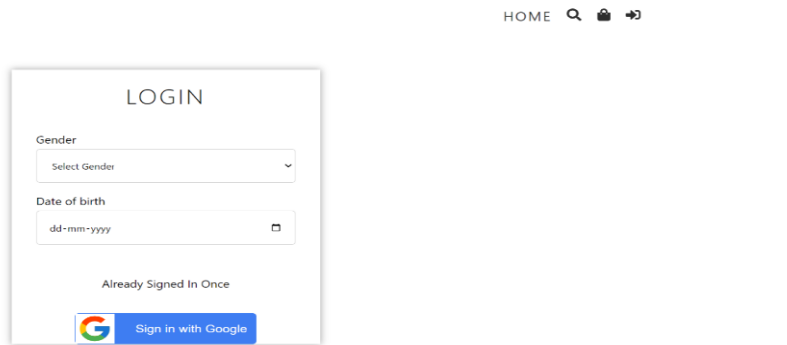 HOME
LOGIN
Gender
Select Gender
Date of birth
dd-mm-yyyy
Already Signed In Once
Sign in with Google